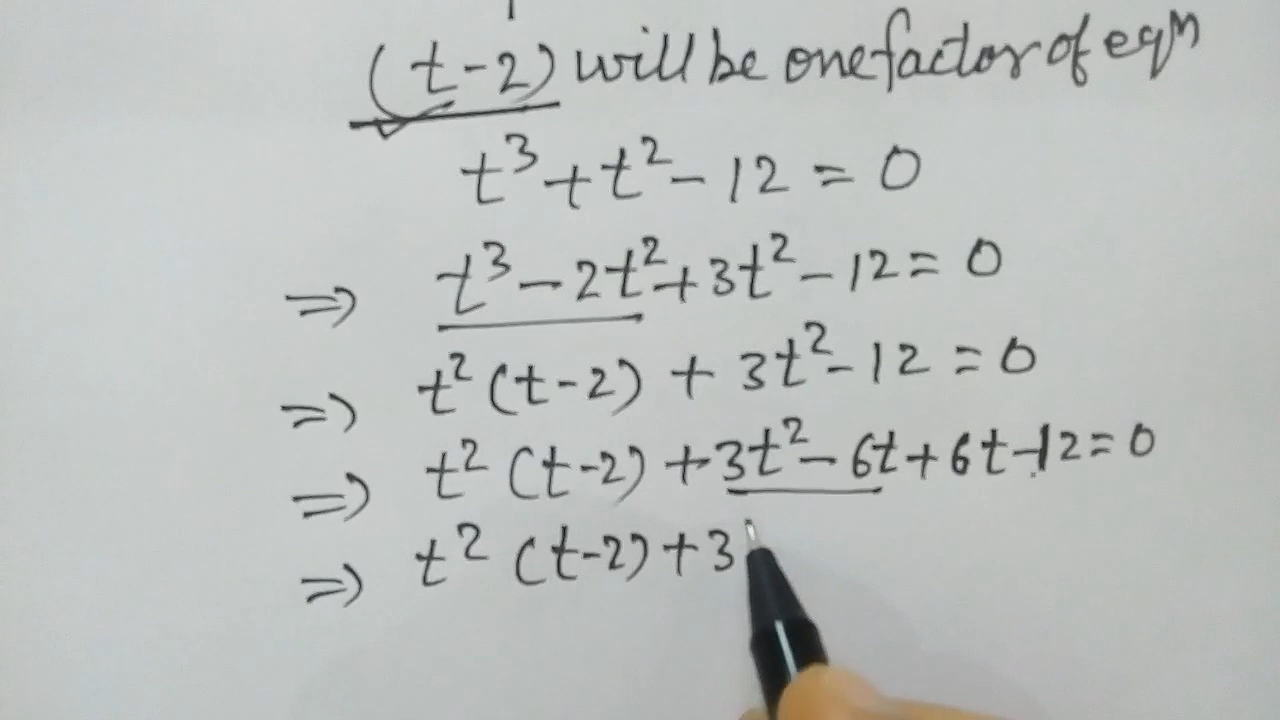 (t-2) will be one factor of eqⁿ
t³ + t² - 12 = 0
⇒ t³ - 2t² + 3t² - 12 = 0
⇒ t² (t-2) + 3t² - 12 = 0
⇒ t² (t-2) + 3t² - 6t + 6t - 12 = 0
⇒ t² (t-2) + 3